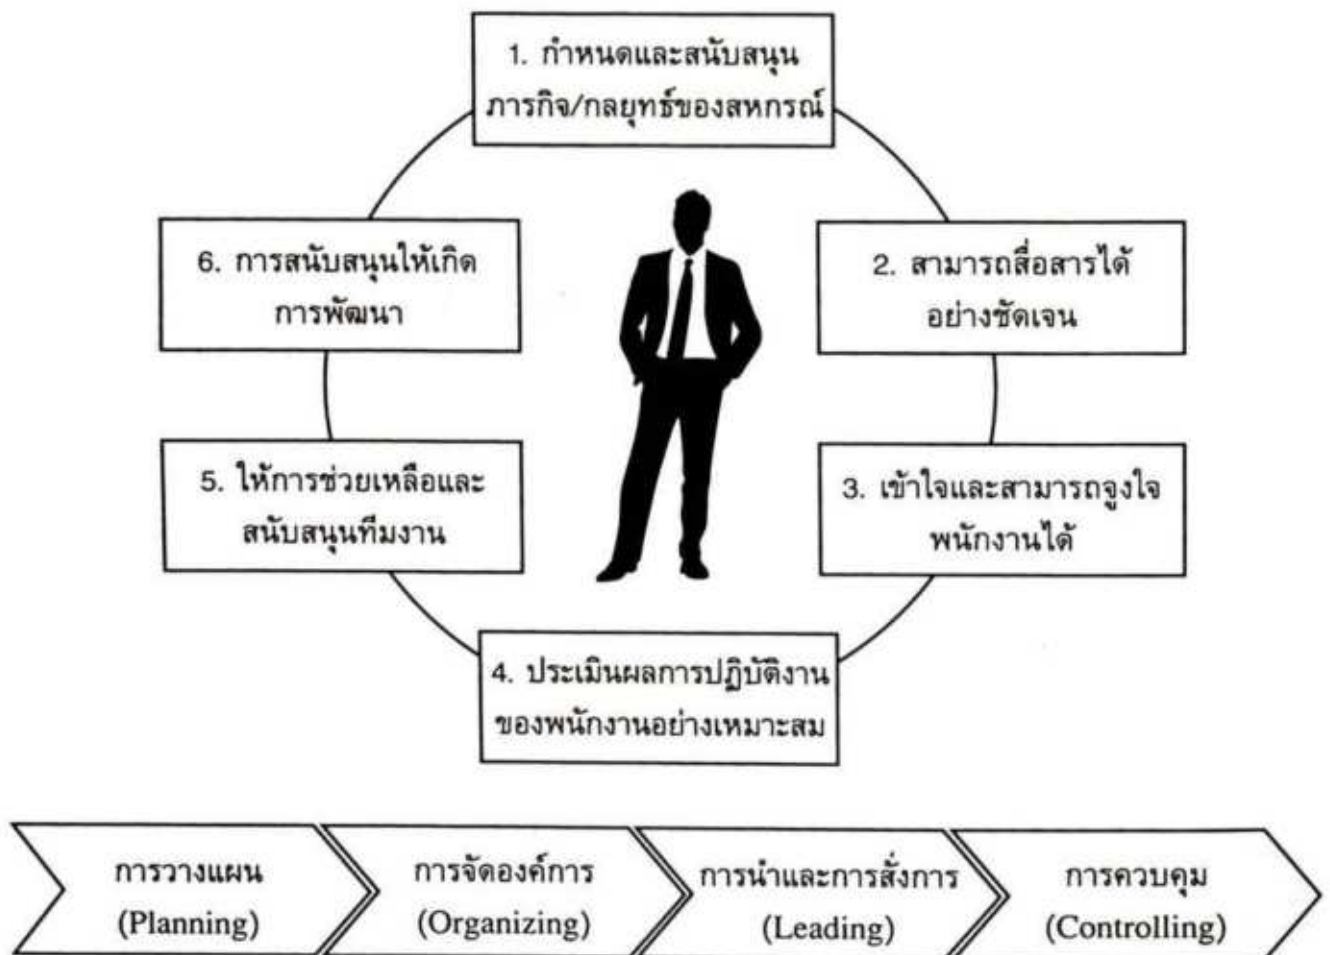 1. กำหนดและสนับสนุน
ภารกิจ/กลยุทธ์ของสหกรณ์
2. สามารถสื่อสารได้
อย่างชัดเจน
3. เข้าใจและสามารถจูงใจ
พนักงานได้
4. ประเมินผลการปฏิบัติงาน
ของพนักงานอย่างเหมาะสม
5. ให้การช่วยเหลือและ
สนับสนุนทีมงาน
6. การสนับสนุนให้เกิด
การพัฒนา
การวางแผน
(Planning)
การจัดองค์การ
(Organizing)
การนำและการสั่งการ
(Leading)
การควบคุม
(Controlling)